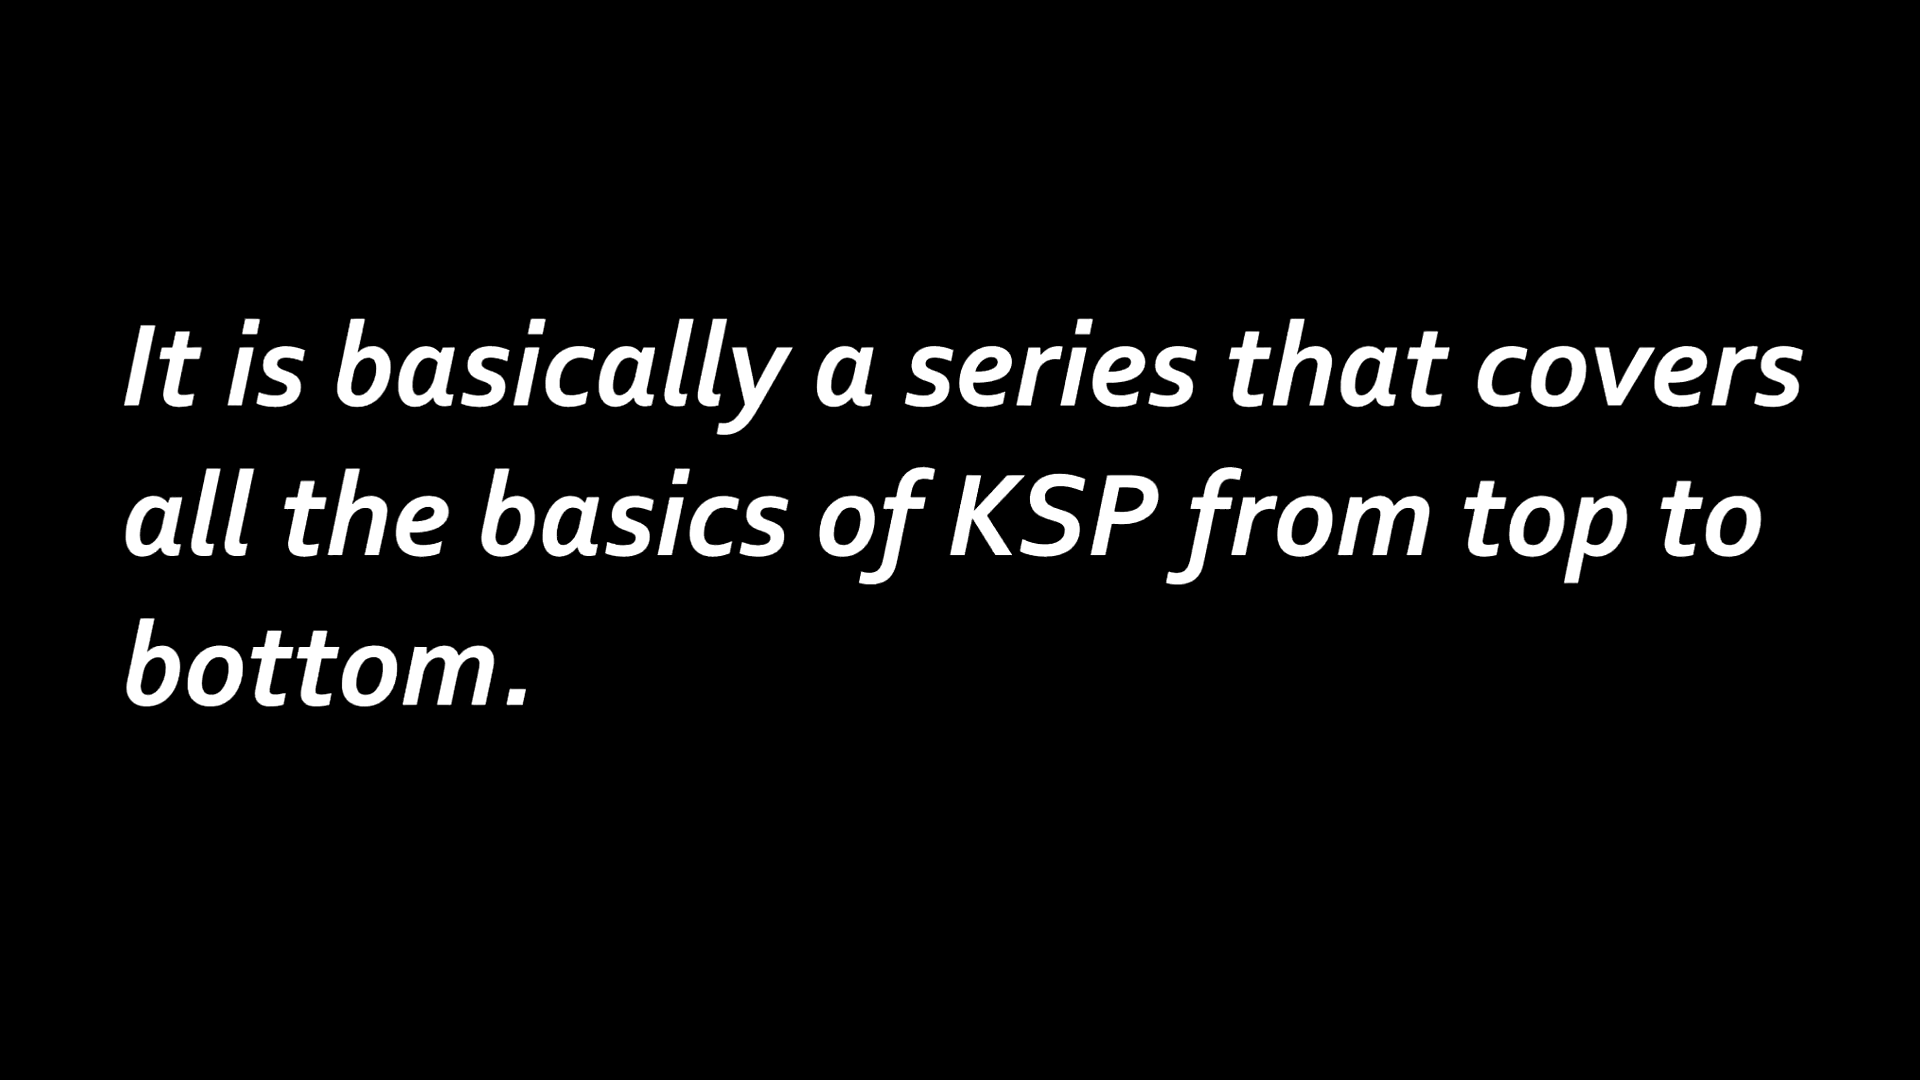 It is basically a series that covers
all the basics of KSP from top to
bottom.